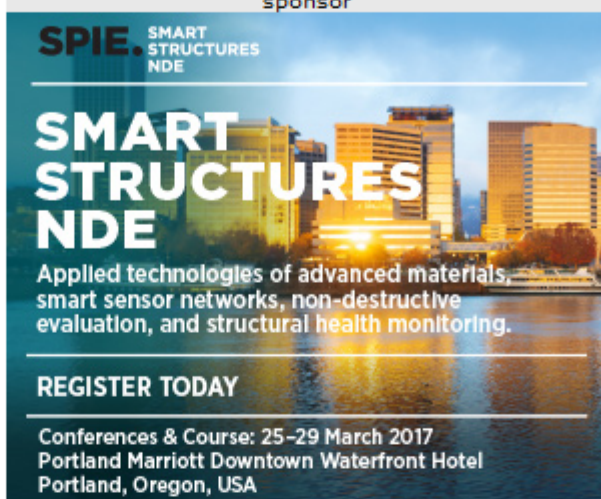 sponsor
SPIE. SMART
STRUCTURES
NDE
SMART
STRUCTURES
NDE
Applied technologies of advanced materials,
smart sensor networks, non-destructive
evaluation, and structural health monitoring.
REGISTER TODAY
Conferences & Course: 25–29 March 2017
Portland Marriott Downtown Waterfront Hotel
Portland, Oregon, USA